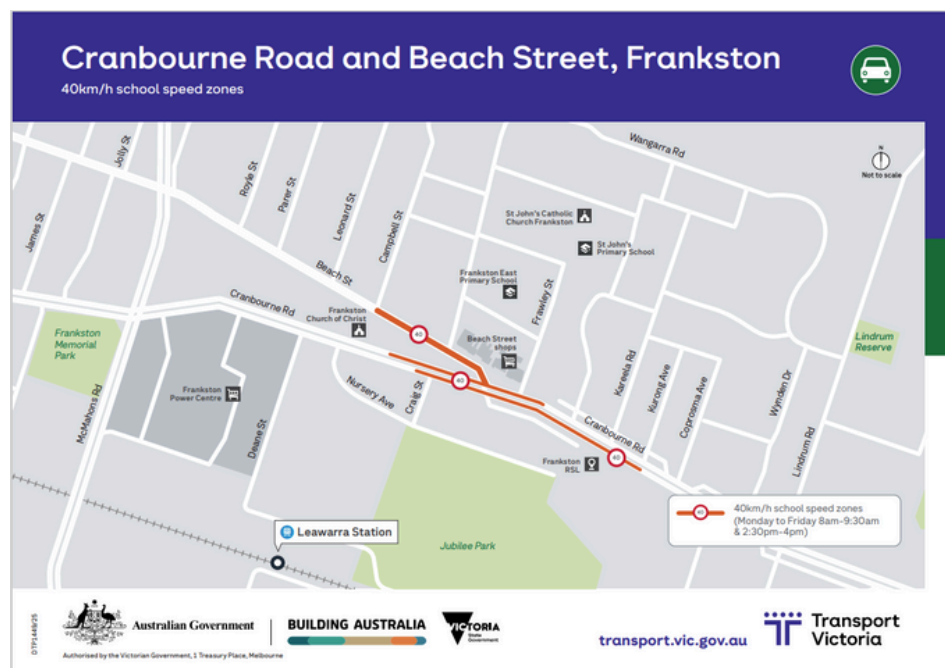 Cranbourne Road and Beach Street, Frankston
40km/h school speed zones
Wangarra Rd
N
Not to scale
Jolly St
Royle St
Parer St
Leonard St
Campbell St
James St
St John's Catholic
Church Frankston
St John's
Primary School
Beach St
Frankston East
Primary School
Frawley St
Cranbourne Rd
Frankston
Church of Christ
40
Beach Street
shops
Frankston
Memorial
Park
Lindrum
Reserve
Frankston
Power Centre
McMahons Rd
Deane St
Nursery Ave
Craig St
40
Kareela Rd
Kurong Ave
Coprosma Ave
Wynden Dr
Lindrum Rd
Cranbourne Rd
Frankston
RSL
40
Leawarra Station
Jubilee Park
40
40km/h school speed zones
(Monday to Friday 8am-9:30am
& 2:30pm-4pm)
DTP1449/25
Australian Government
BUILDING AUSTRALIA
VICTORIA
State
Government
transport.vic.gov.au
Transport
Victoria
Authorised by the Victorian Government, 1 Treasury Place, Melbourne